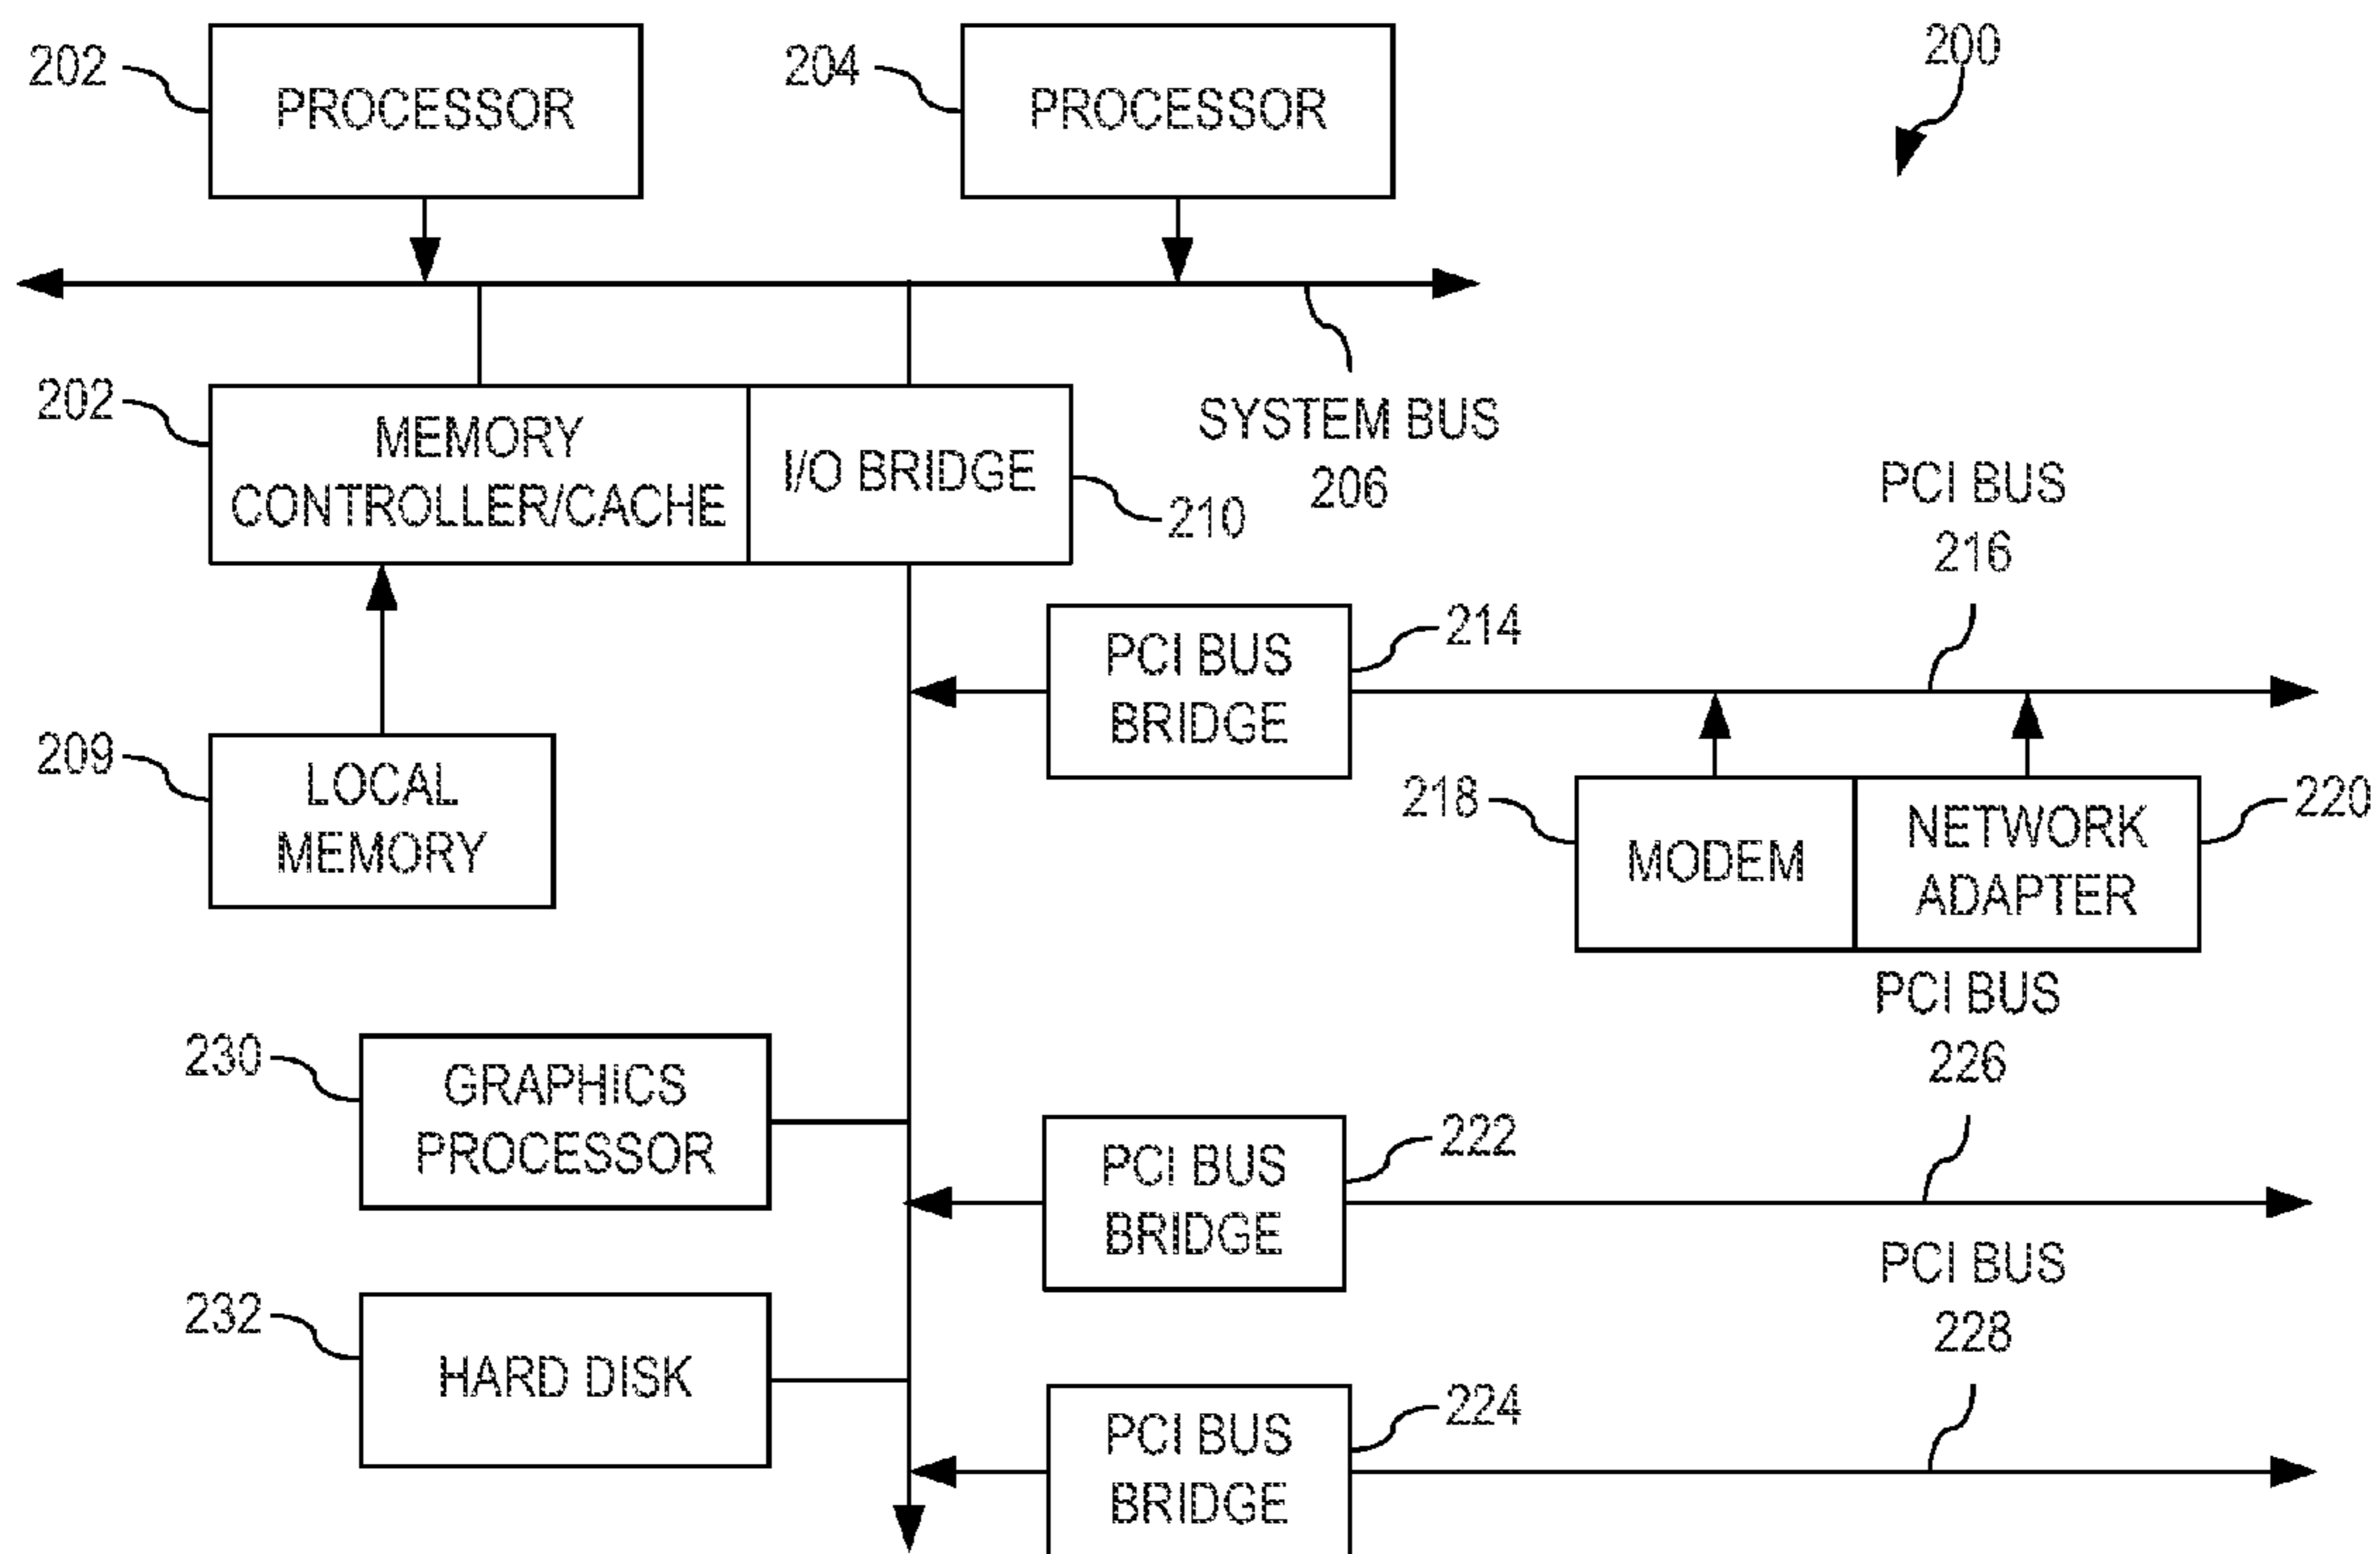 202
PROCESSOR
204
PROCESSOR
200
202
MEMORY
CONTROLLER/CACHE
I/O BRIDGE
210
SYSTEM BUS
206
PCI BUS
216
PCI BUS
BRIDGE
214
209
LOCAL
MEMORY
218
MODEM
NETWORK
ADAPTER
220
PCI BUS
226
230
GRAPHICS
PROCESSOR
PCI BUS
BRIDGE
222
232
HARD DISK
PCI BUS
228
PCI BUS
BRIDGE
224